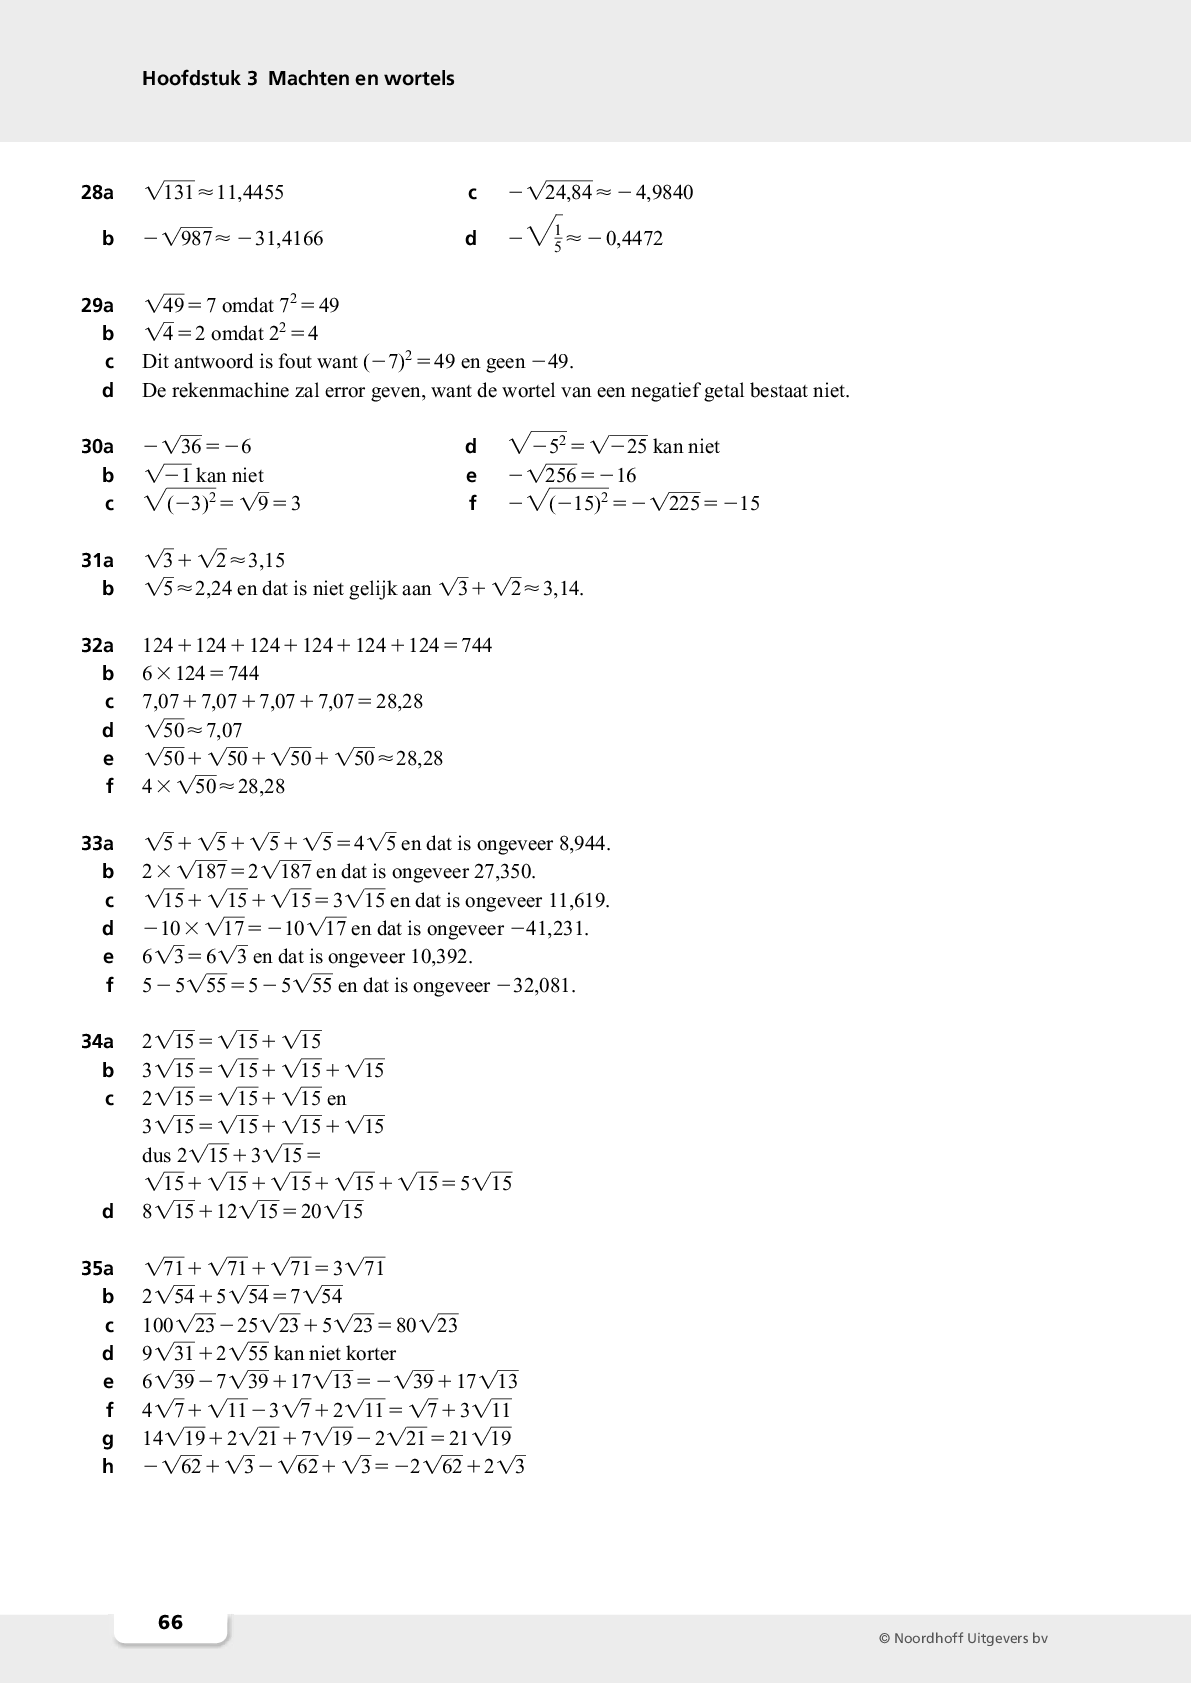 Hoofdstuk 3 Machten en wortels
28a √131 ≈ 11,4455 c −√24,84 ≈ −4,9840
b −√987 ≈ −31,4166 d −√(1/5) ≈ −0,4472
29a √49 = 7 omdat 7² = 49
b √4 = 2 omdat 2² = 4
c Dit antwoord is fout want (−7)² = 49 en geen −49.
d De rekenmachine zal error geven, want de wortel van een negatief getal bestaat niet.
30a −√36 = −6 d √(−5²) = √(−25) kan niet
b √(−1) kan niet e −√256 = −16
c √((−3)²) = √9 = 3 f −√((−15)²) = −√225 = −15
31a √3 + √2 ≈ 3,15
b √5 ≈ 2,24 en dat is niet gelijk aan √3 + √2 ≈ 3,14.
32a 124 + 124 + 124 + 124 + 124 + 124 = 744
b 6 × 124 = 744
c 7,07 + 7,07 + 7,07 + 7,07 = 28,28
d √50 ≈ 7,07
e √50 + √50 + √50 + √50 ≈ 28,28
f 4 × √50 ≈ 28,28
33a √5 + √5 + √5 + √5 = 4√5 en dat is ongeveer 8,944.
b 2 × √187 = 2√187 en dat is ongeveer 27,350.
c √15 + √15 + √15 = 3√15 en dat is ongeveer 11,619.
d −10 × √17 = −10√17 en dat is ongeveer −41,231.
e 6√3 = 6√3 en dat is ongeveer 10,392.
f 5 − 5√55 = 5 − 5√55 en dat is ongeveer −32,081.
34a 2√15 = √15 + √15
b 3√15 = √15 + √15 + √15
c 2√15 = √15 + √15 en
3√15 = √15 + √15 + √15
dus 2√15 + 3√15 =
√15 + √15 + √15 + √15 + √15 = 5√15
d 8√15 + 12√15 = 20√15
35a √71 + √71 + √71 = 3√71
b 2√54 + 5√54 = 7√54
c 100√23 − 25√23 + 5√23 = 80√23
d 9√31 + 2√55 kan niet korter
e 6√39 − 7√39 + 17√13 = −√39 + 17√13
f 4√7 + √11 − 3√7 + 2√11 = √7 + 3√11
g 14√19 + 2√21 + 7√19 − 2√21 = 21√19
h −√62 + √3 − √62 + √3 = −2√62 + 2√3
66
© Noordhoff Uitgevers bv